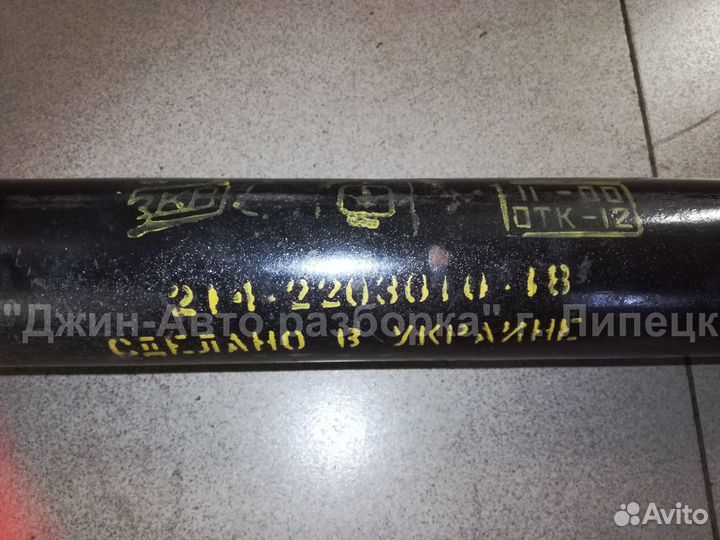 ЗКВ
11-00
ОТК-12
214-2203010-18
"Джин-Авто разборка" г. Липецк
СДЕЛАНО В УКРАИНЕ
Avito